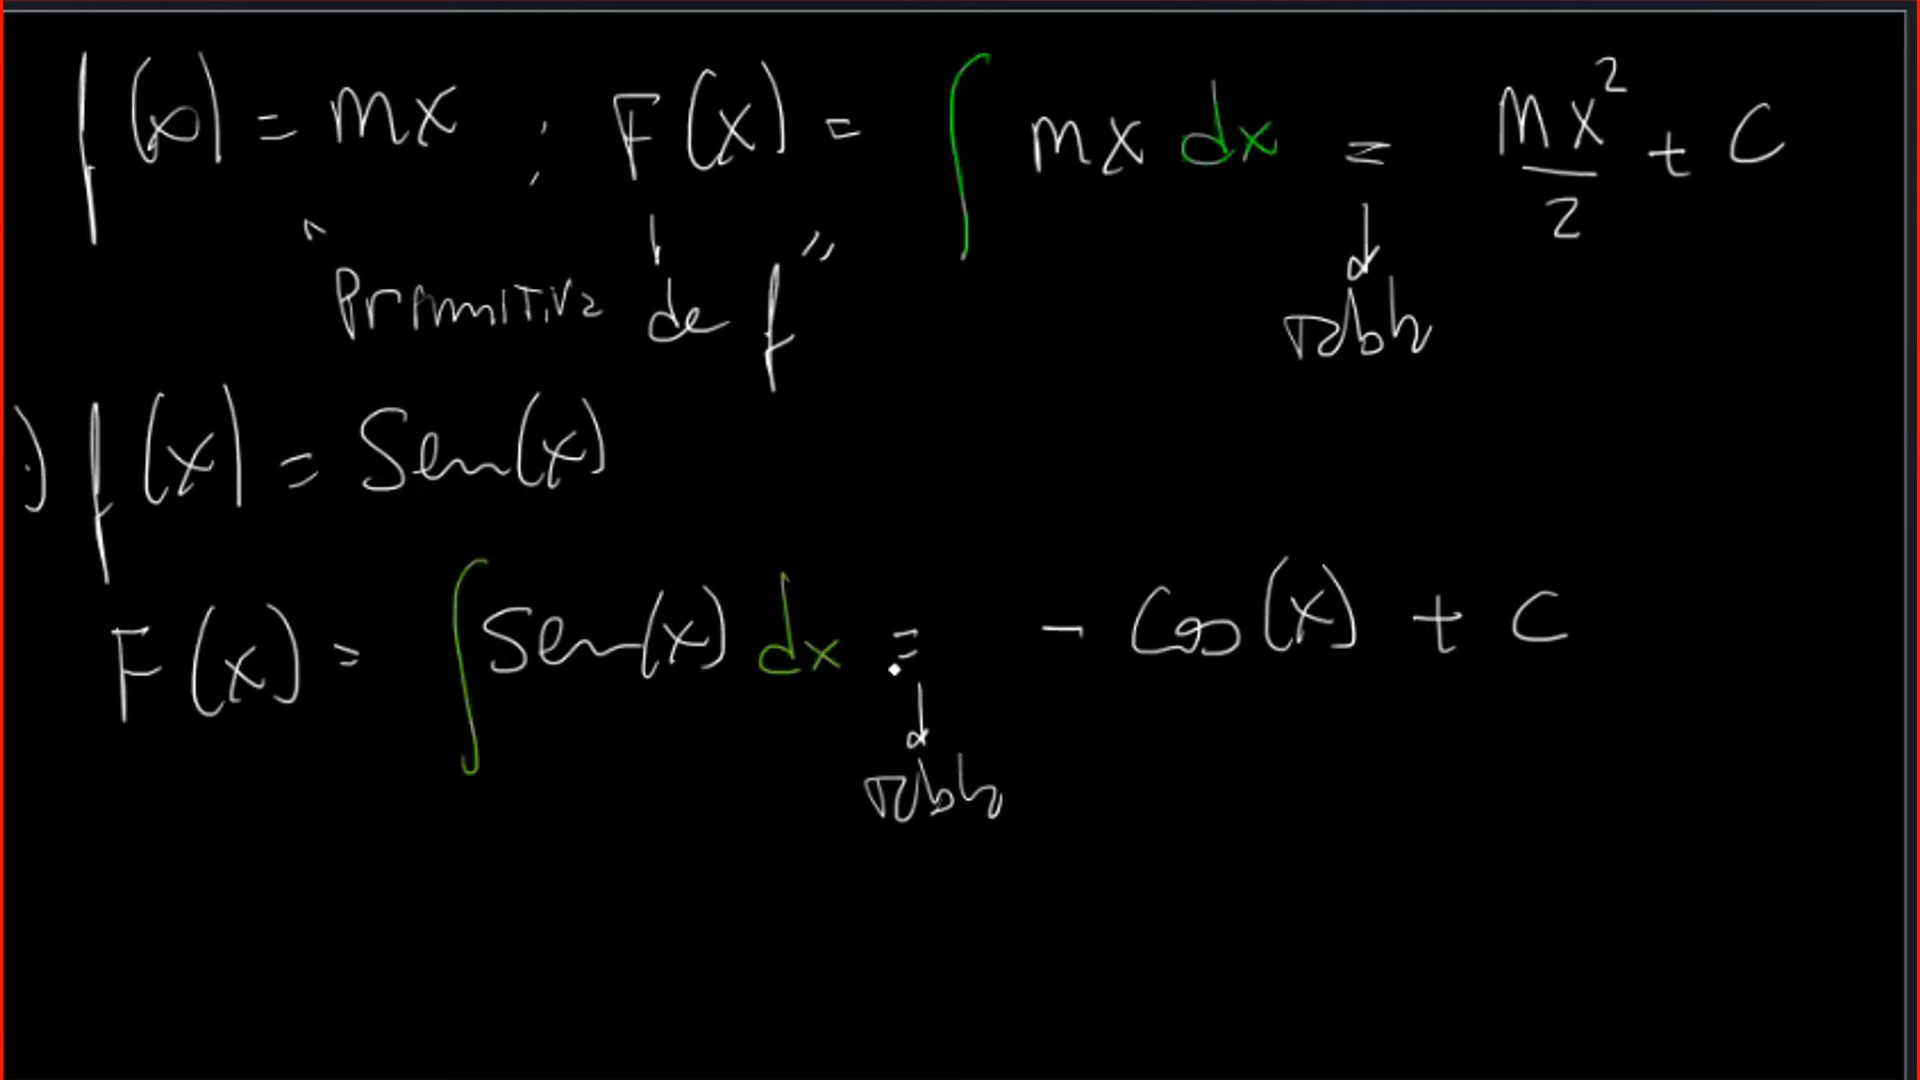 f(x) = mx ; F(x) = ∫ mx dx = mx²/2 + C
"Primitiva de f" Tabla
) f(x) = Sen(x)
F(x) = ∫ Sen(x) dx = - Cos(x) + C
Tabla